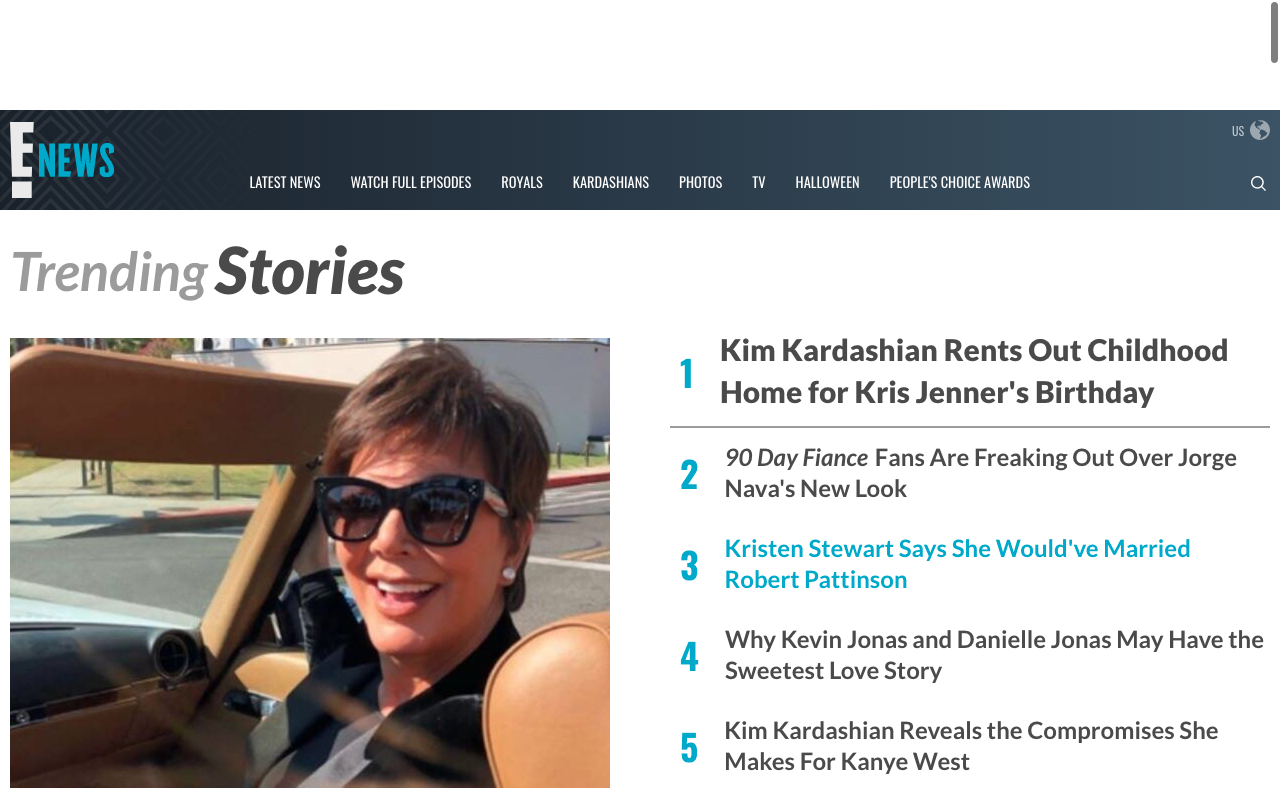 E!
NEWS
US
LATEST NEWS WATCH FULL EPISODES ROYALS KARDASHIANS PHOTOS TV HALLOWEEN PEOPLE'S CHOICE AWARDS
Trending Stories
1 Kim Kardashian Rents Out Childhood
Home for Kris Jenner's Birthday
2 90 Day Fiance Fans Are Freaking Out Over Jorge
Nava's New Look
3 Kristen Stewart Says She Would've Married
Robert Pattinson
4 Why Kevin Jonas and Danielle Jonas May Have the
Sweetest Love Story
5 Kim Kardashian Reveals the Compromises She
Makes For Kanye West